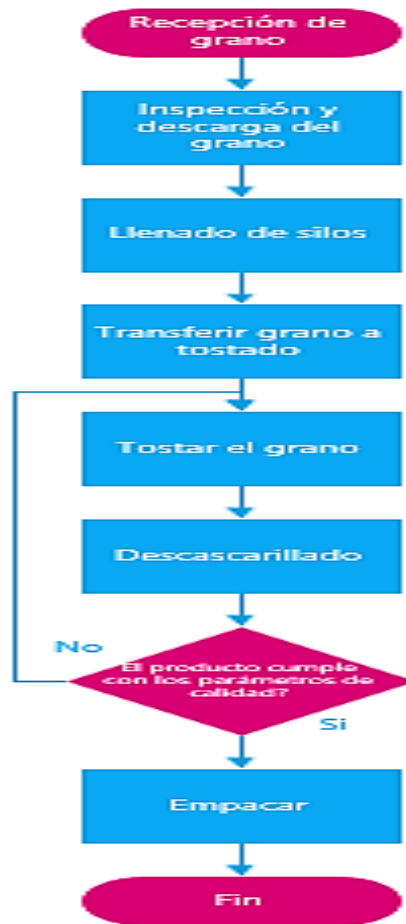 Recepción de
grano
Inspección y
descarga del
grano
Llenado de silos
Transferir grano a
tostado
Tostar el grano
Descascarillado
No
El producto cumple
con los parámetros de
calidad?
Si
Empacar
Fin